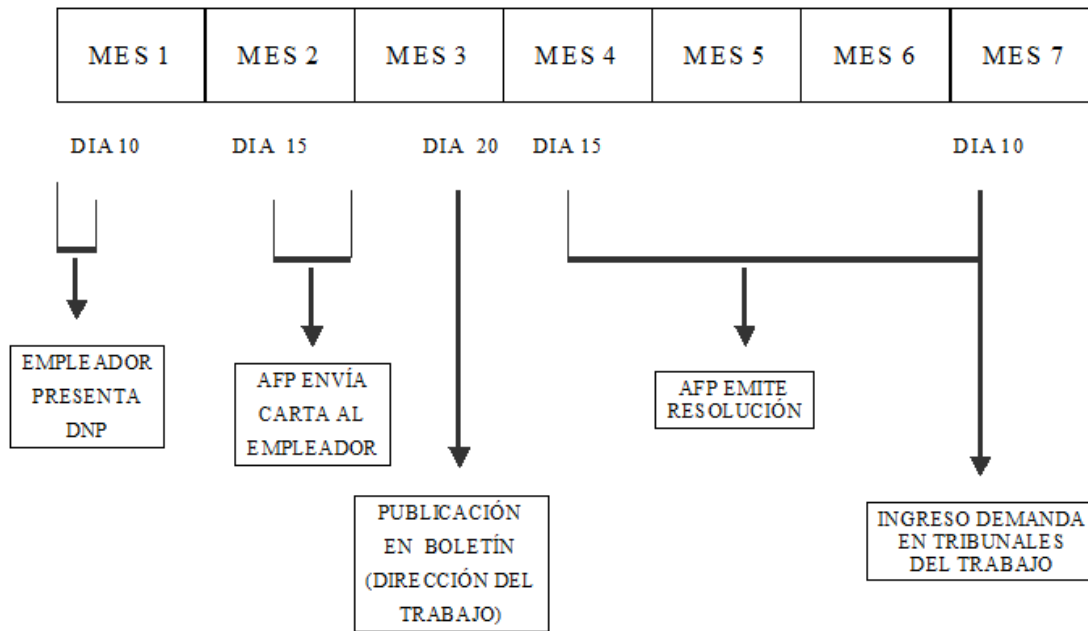 MES 1 MES 2 MES 3 MES 4 MES 5 MES 6 MES 7
DIA 10 DIA 15 DIA 20 DIA 15 DIA 10
EMPLEADOR
PRESENTA
DNP
AFP ENVÍA
CARTA AL
EMPLEADOR
AFP EMITE
RESOLUCIÓN
PUBLICACIÓN
EN BOLETÍN
(DIRECCIÓN DEL
TRABAJO)
INGRESO DEMANDA
EN TRIBUNALES
DEL TRABAJO